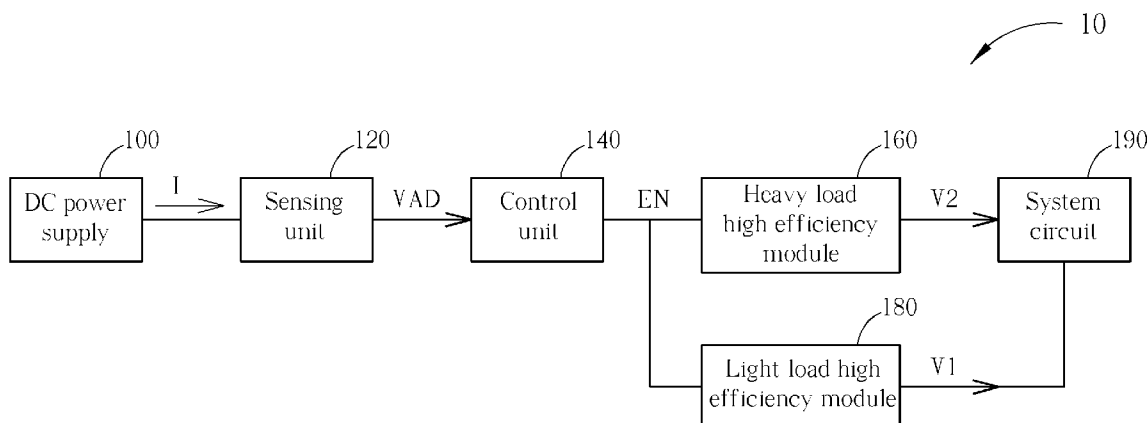 10
100
120
140
160
190
DC power
supply
I
Sensing
unit
VAD
Control
unit
EN
Heavy load
high efficiency
module
V2
System
circuit
180
Light load high
efficiency module
V1